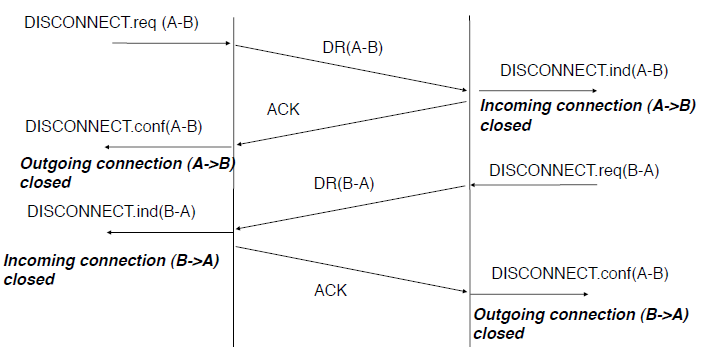 DISCONNECT.req (A-B)
DR(A-B)
DISCONNECT.ind(A-B)
Incoming connection (A->B)
closed
ACK
DISCONNECT.conf(A-B)
Outgoing connection (A->B)
closed
DISCONNECT.req(B-A)
DR(B-A)
DISCONNECT.ind(B-A)
Incoming connection (B->A)
closed
ACK
DISCONNECT.conf(A-B)
Outgoing connection (B->A)
closed